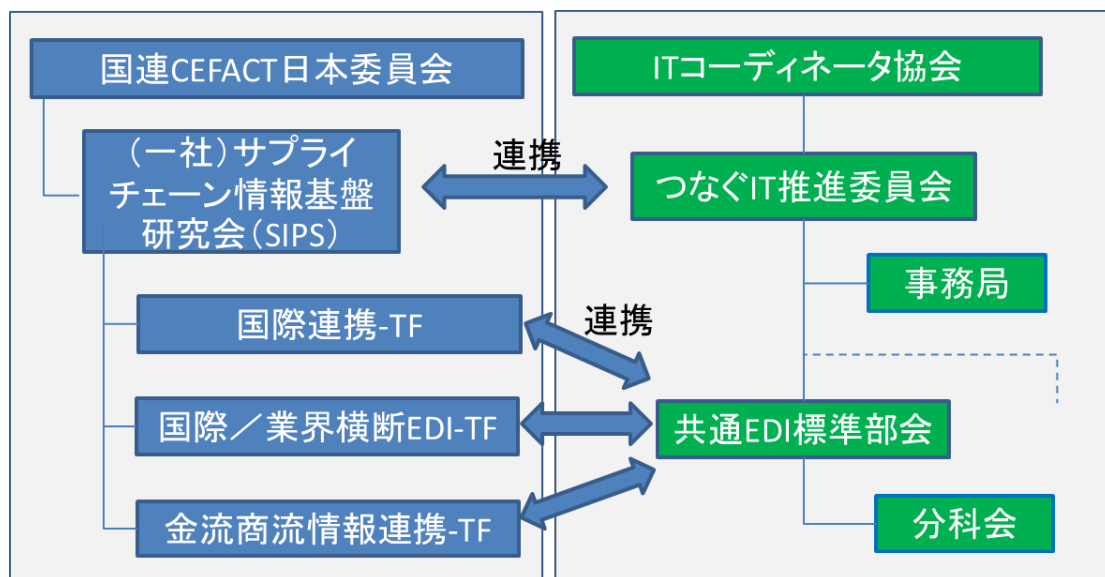 国連CEFACT日本委員会
(一社)サプライ
チェーン情報基盤
研究会(SIPS)
国際連携-TF
国際／業界横断EDI-TF
金流商流情報連携-TF
連携
連携
ITコーディネータ協会
つなぐIT推進委員会
事務局
共通EDI標準部会
分科会